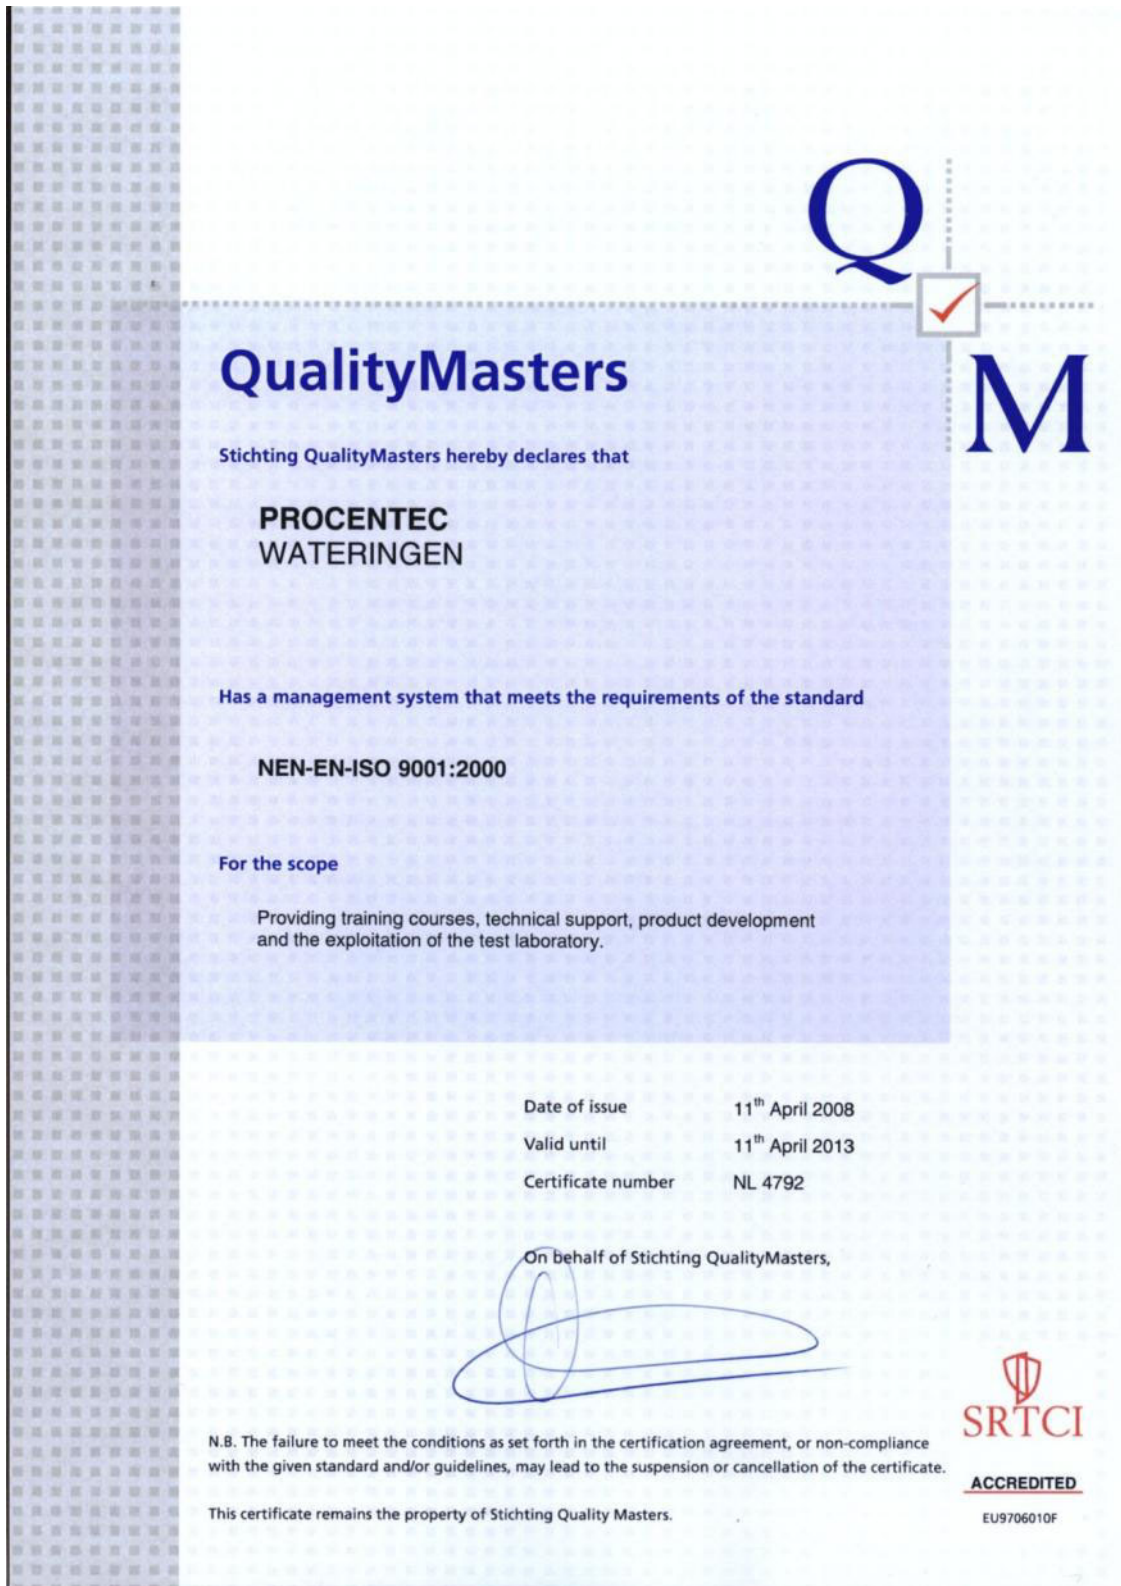 Q
M
QualityMasters
Stichting QualityMasters hereby declares that
PROCENTEC
WATERINGEN
Has a management system that meets the requirements of the standard
NEN-EN-ISO 9001:2000
For the scope
Providing training courses, technical support, product development
and the exploitation of the test laboratory.
Date of issue 11th April 2008
Valid until 11th April 2013
Certificate number NL 4792
On behalf of Stichting QualityMasters,
SRTCI
N.B. The failure to meet the conditions as set forth in the certification agreement, or non-compliance
with the given standard and/or guidelines, may lead to the suspension or cancellation of the certificate.
ACCREDITED
This certificate remains the property of Stichting Quality Masters.
EU9706010F